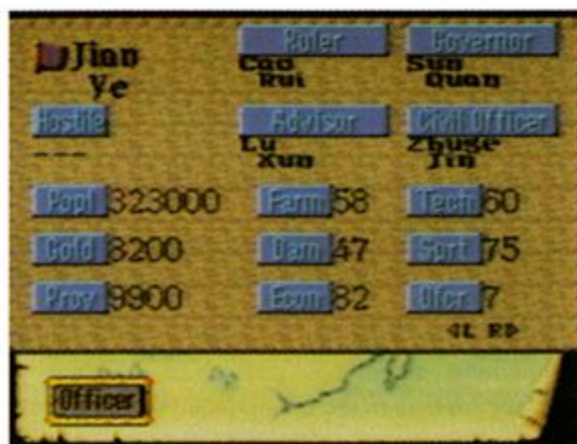 Jian Ye
Ruler
Cao Rui
Governor
Sun Quan
Hostile
---
Advisor
Lu Xun
Civil Officer
Zhuge Jin
Popl 323000
Farm 58
Tech 60
Gold 8200
Dam 47
Sprt 75
Prov 9900
Econ 82
Ofcr 7
◁L R▷
Officer